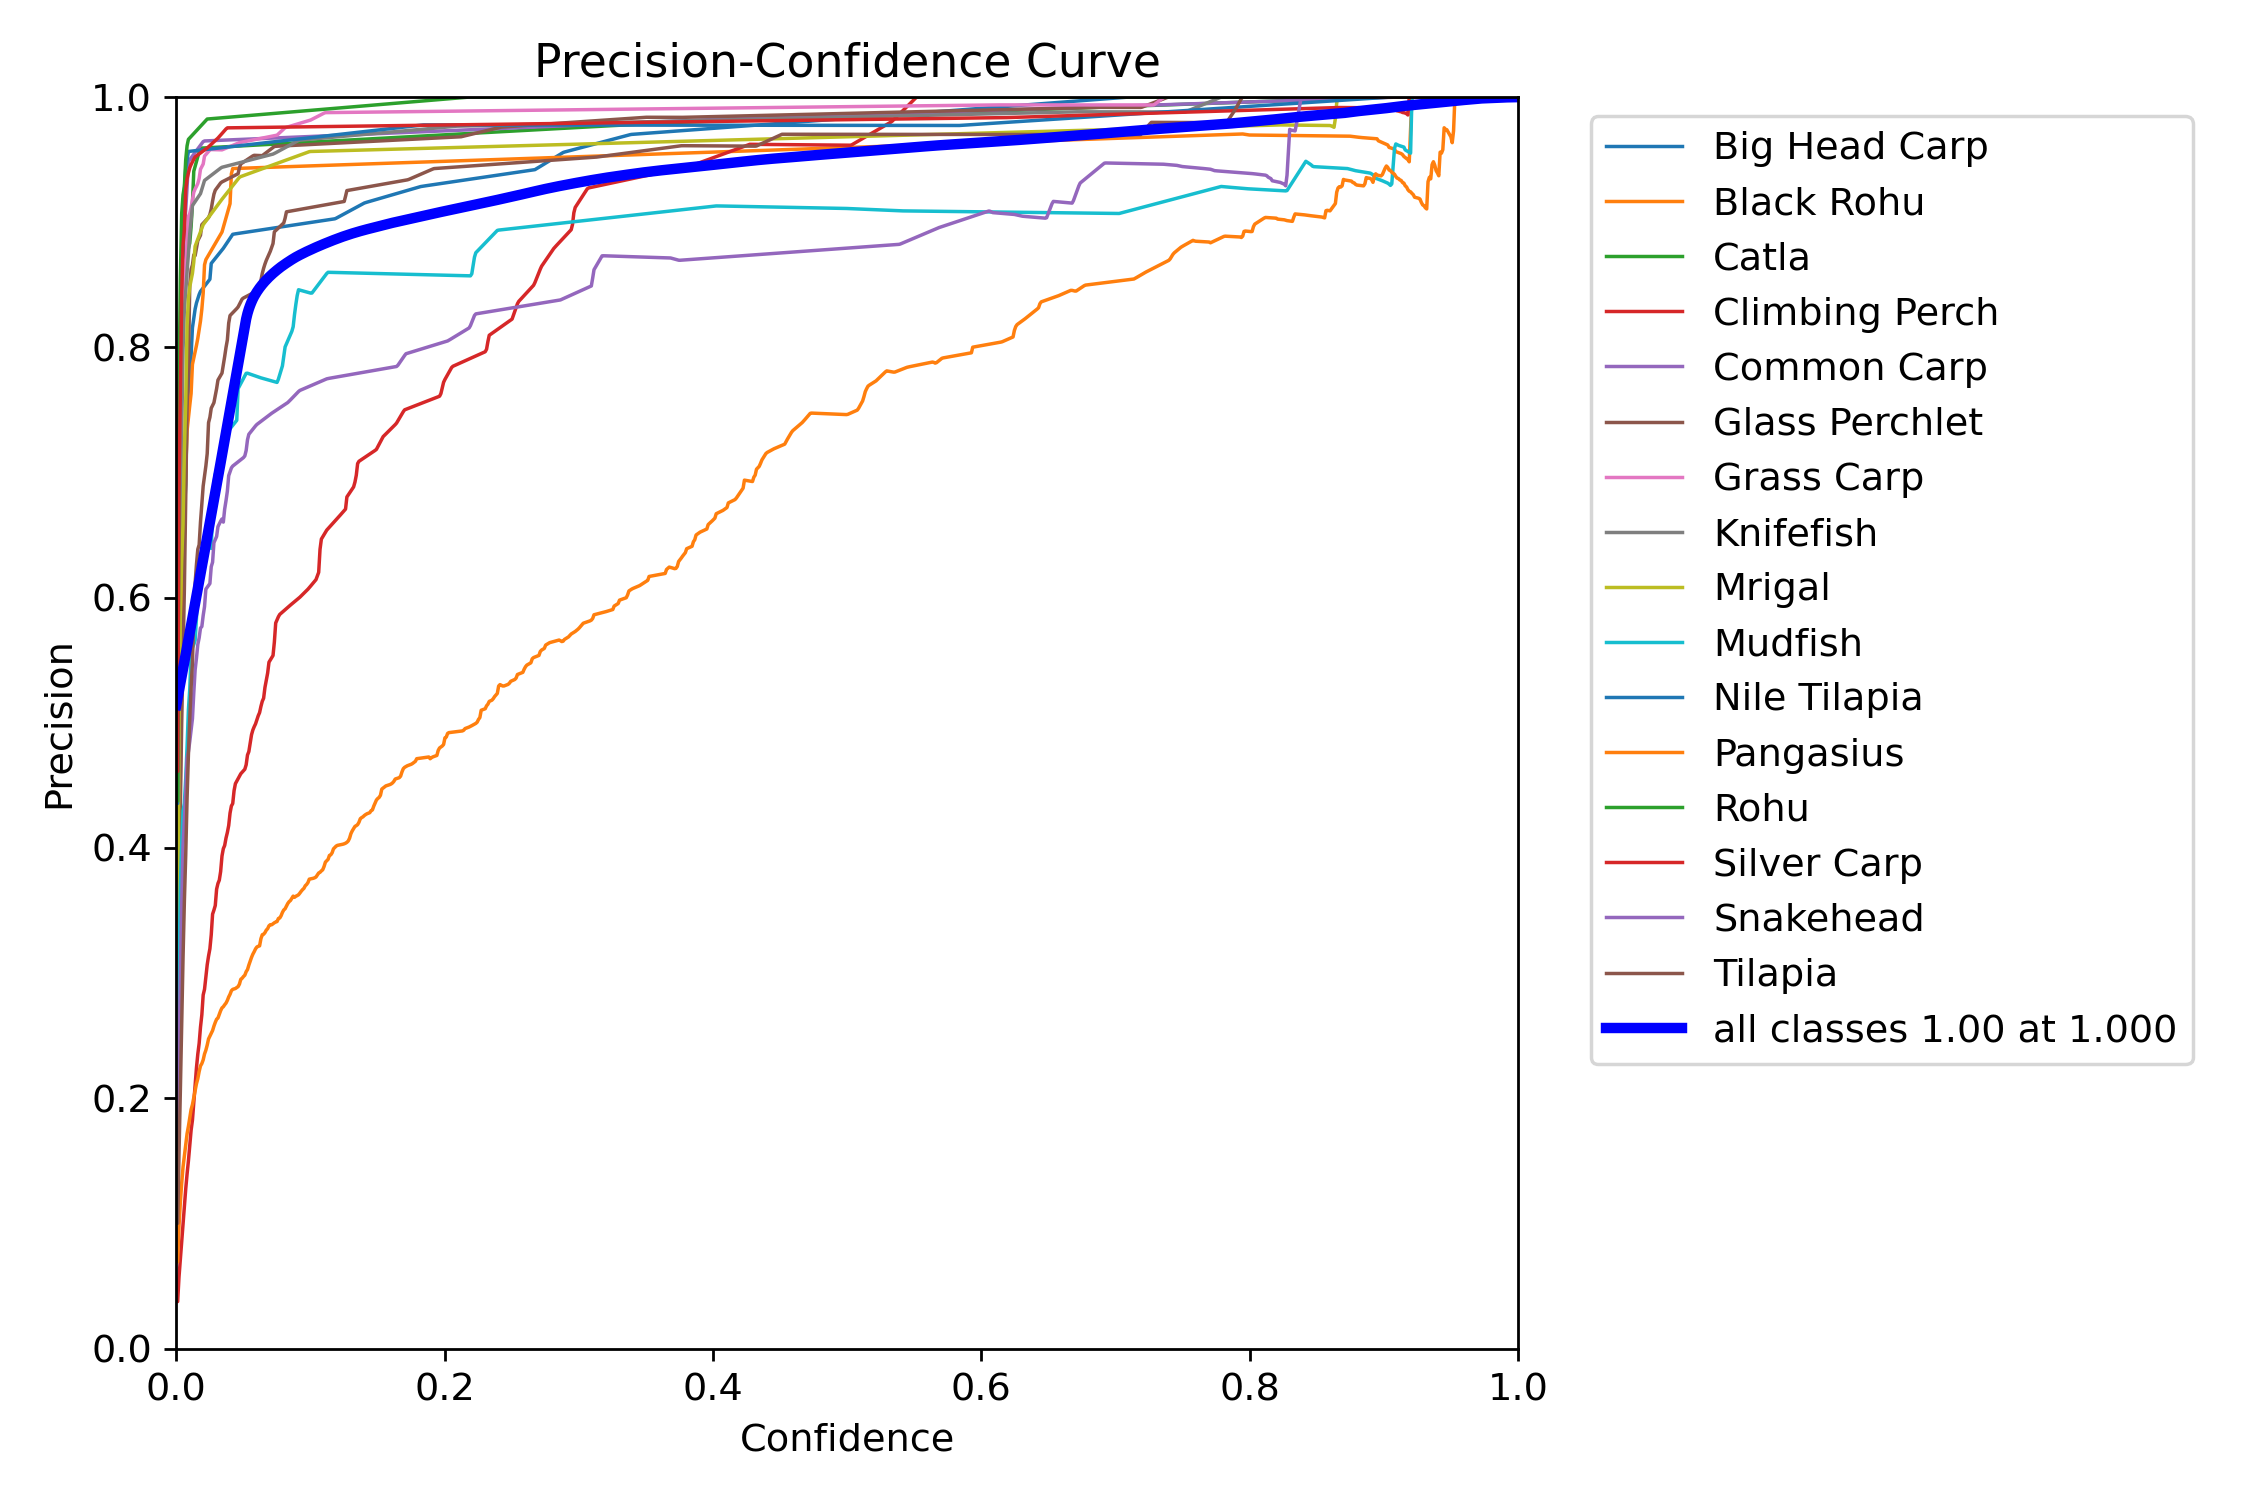 Precision-Confidence Curve
1.0
0.8
0.6
0.4
0.2
0.0
Precision
0.0 0.2 0.4 0.6 0.8 1.0
Confidence
Big Head Carp
Black Rohu
Catla
Climbing Perch
Common Carp
Glass Perchlet
Grass Carp
Knifefish
Mrigal
Mudfish
Nile Tilapia
Pangasius
Rohu
Silver Carp
Snakehead
Tilapia
all classes 1.00 at 1.000